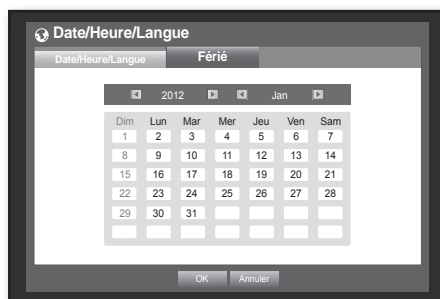 Date/Heure/Langue
Date/Heure/Langue Férié
2012 Jan
Dim Lun Mar Mer Jeu Ven Sam
1 2 3 4 5 6 7
8 9 10 11 12 13 14
15 16 17 18 19 20 21
22 23 24 25 26 27 28
29 30 31
OK Annuler